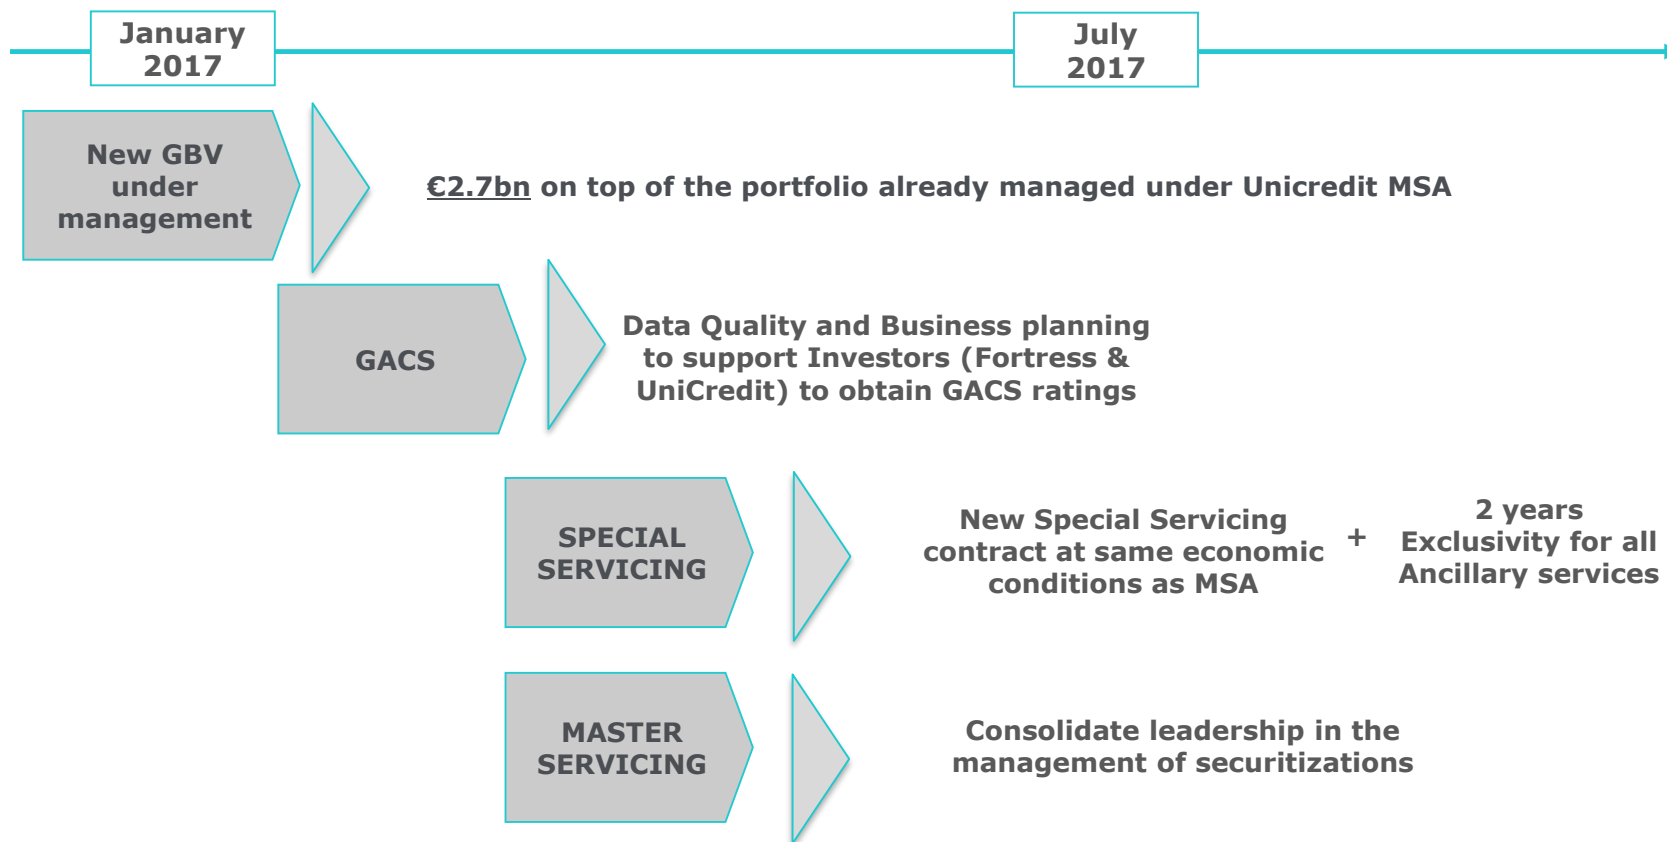 January
2017
July
2017
New GBV
under
management
€2.7bn on top of the portfolio already managed under Unicredit MSA
GACS
Data Quality and Business planning
to support Investors (Fortress &
UniCredit) to obtain GACS ratings
SPECIAL
SERVICING
New Special Servicing
contract at same economic
conditions as MSA
+
2 years
Exclusivity for all
Ancillary services
MASTER
SERVICING
Consolidate leadership in the
management of securitizations